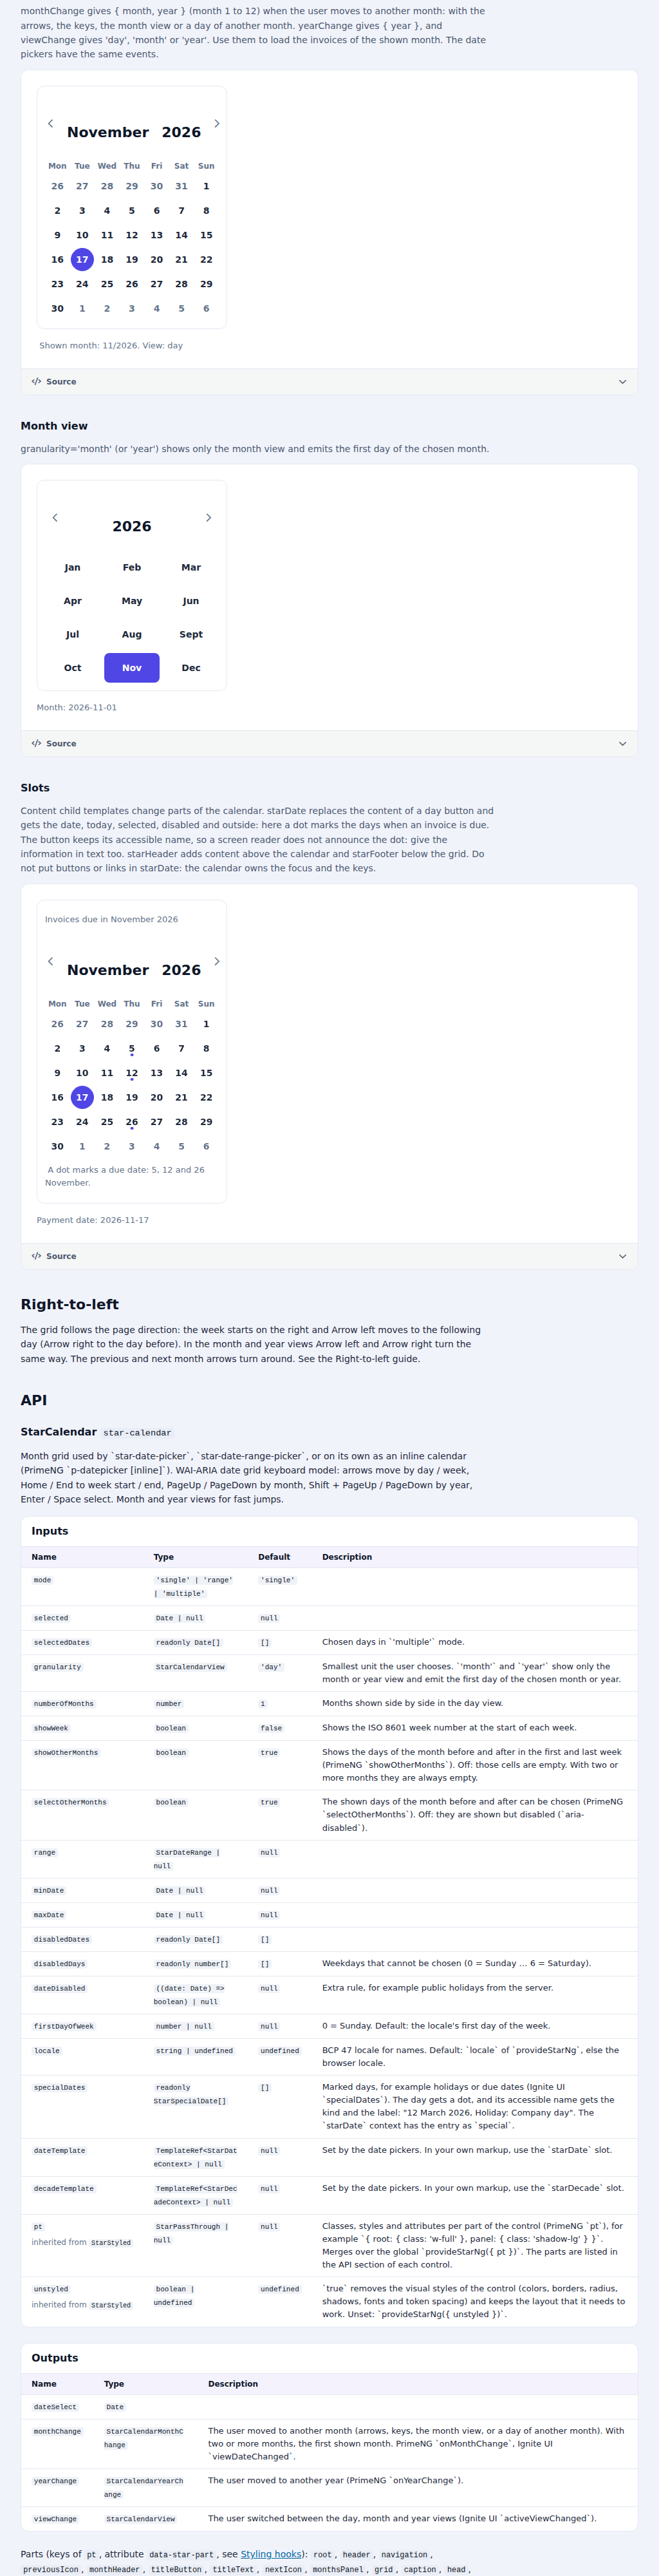 monthChange gives { month, year } (month 1 to 12) when the user moves to another month: with the
arrows, the keys, the month view or a day of another month. yearChange gives { year }, and
viewChange gives 'day', 'month' or 'year'. Use them to load the invoices of the shown month. The date
pickers have the same events.
November 2026
Mon Tue Wed Thu Fri Sat Sun
26 27 28 29 30 31 1
2 3 4 5 6 7 8
9 10 11 12 13 14 15
16 17 18 19 20 21 22
23 24 25 26 27 28 29
30 1 2 3 4 5 6
Shown month: 11/2026. View: day
</> Source
Month view
granularity='month' (or 'year') shows only the month view and emits the first day of the chosen month.
2026
Jan Feb Mar
Apr May Jun
Jul Aug Sept
Oct Nov Dec
Month: 2026-11-01
</> Source
Slots
Content child templates change parts of the calendar. starDate replaces the content of a day button and
gets the date, today, selected, disabled and outside: here a dot marks the days when an invoice is due.
The button keeps its accessible name, so a screen reader does not announce the dot: give the
information in text too. starHeader adds content above the calendar and starFooter below the grid. Do
not put buttons or links in starDate: the calendar owns the focus and the keys.
Invoices due in November 2026
November 2026
Mon Tue Wed Thu Fri Sat Sun
26 27 28 29 30 31 1
2 3 4 5 6 7 8
9 10 11 12 13 14 15
16 17 18 19 20 21 22
23 24 25 26 27 28 29
30 1 2 3 4 5 6
A dot marks a due date: 5, 12 and 26
November.
Payment date: 2026-11-17
</> Source
Right-to-left
The grid follows the page direction: the week starts on the right and Arrow left moves to the following
day (Arrow right to the day before). In the month and year views Arrow left and Arrow right turn the
same way. The previous and next month arrows turn around. See the Right-to-left guide.
API
StarCalendar star-calendar
Month grid used by `star-date-picker`, `star-date-range-picker`, or on its own as an inline calendar
(PrimeNG `p-datepicker [inline]`). WAI-ARIA date grid keyboard model: arrows move by day / week,
Home / End to week start / end, PageUp / PageDown by month, Shift + PageUp / PageDown by year,
Enter / Space select. Month and year views for fast jumps.
Inputs
Name Type Default Description
mode 'single' | 'range' 'single'
| 'multiple'
selected Date | null null
selectedDates readonly Date[] [] Chosen days in `'multiple'` mode.
granularity StarCalendarView 'day' Smallest unit the user chooses. `'month'` and `'year'` show only the
month or year view and emit the first day of the chosen month or year.
numberOfMonths number 1 Months shown side by side in the day view.
showWeek boolean false Shows the ISO 8601 week number at the start of each week.
showOtherMonths boolean true Shows the days of the month before and after in the first and last week
(PrimeNG `showOtherMonths`). Off: those cells are empty. With two or
more months they are always empty.
selectOtherMonths boolean true The shown days of the month before and after can be chosen (PrimeNG
`selectOtherMonths`). Off: they are shown but disabled (`aria-
disabled`).
range StarDateRange | null
null
minDate Date | null null
maxDate Date | null null
disabledDates readonly Date[] []
disabledDays readonly number[] [] Weekdays that cannot be chosen (0 = Sunday … 6 = Saturday).
dateDisabled ((date: Date) => null Extra rule, for example public holidays from the server.
boolean) | null
firstDayOfWeek number | null null 0 = Sunday. Default: the locale's first day of the week.
locale string | undefined undefined BCP 47 locale for names. Default: `locale` of `provideStarNg`, else the
browser locale.
specialDates readonly [] Marked days, for example holidays or due dates (Ignite UI
StarSpecialDate[] `specialDates`). The day gets a dot, and its accessible name gets the
kind and the label: "12 March 2026, Holiday: Company day". The
`starDate` context has the entry as `special`.
dateTemplate TemplateRef<StarDat null Set by the date pickers. In your own markup, use the `starDate` slot.
eContext> | null
decadeTemplate TemplateRef<StarDec null Set by the date pickers. In your own markup, use the `starDecade` slot.
adeContext> | null
pt StarPassThrough | null Classes, styles and attributes per part of the control (PrimeNG `pt`), for
inherited from StarStyled null example `{ root: { class: 'w-full' }, panel: { class: 'shadow-lg' } }`.
Merges over the global `provideStarNg({ pt })`. The parts are listed in
the API section of each control.
unstyled boolean | undefined `true` removes the visual styles of the control (colors, borders, radius,
inherited from StarStyled undefined shadows, fonts and token spacing) and keeps the layout that it needs to
work. Unset: `provideStarNg({ unstyled })`.
Outputs
Name Type Description
dateSelect Date
monthChange StarCalendarMonthC The user moved to another month (arrows, keys, the month view, or a day of another month). With
hange two or more months, the first shown month. PrimeNG `onMonthChange`, Ignite UI
`viewDateChanged`.
yearChange StarCalendarYearCh The user moved to another year (PrimeNG `onYearChange`).
ange
viewChange StarCalendarView The user switched between the day, month and year views (Ignite UI `activeViewChanged`).
Parts (keys of pt, attribute data-star-part, see Styling hooks): root, header, navigation,
previousIcon, monthHeader, titleButton, titleText, nextIcon, monthsPanel, grid, caption, head,